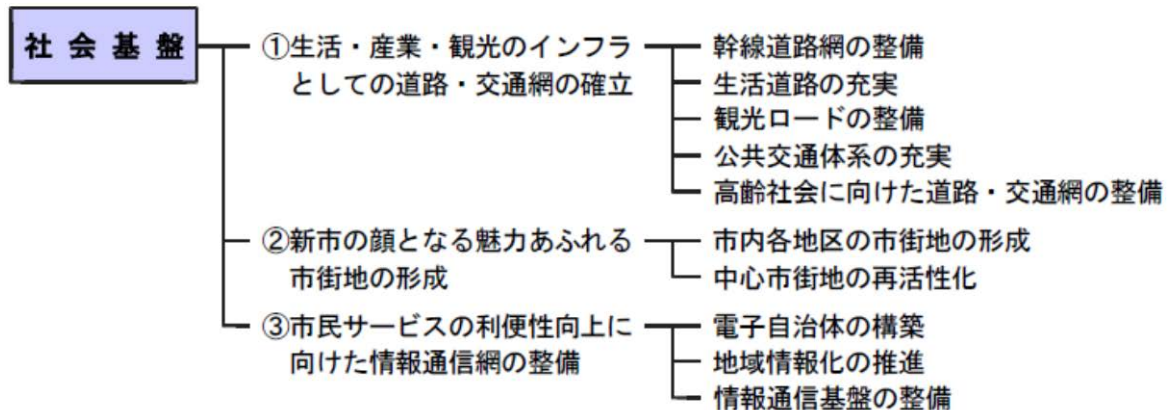 社会基盤
①生活・産業・観光のインフラ
としての道路・交通網の確立
幹線道路網の整備
生活道路の充実
観光ロードの整備
公共交通体系の充実
高齢社会に向けた道路・交通網の整備
②新市の顔となる魅力あふれる
市街地の形成
市内各地区の市街地の形成
中心市街地の再活性化
③市民サービスの利便性向上に
向けた情報通信網の整備
電子自治体の構築
地域情報化の推進
情報通信基盤の整備